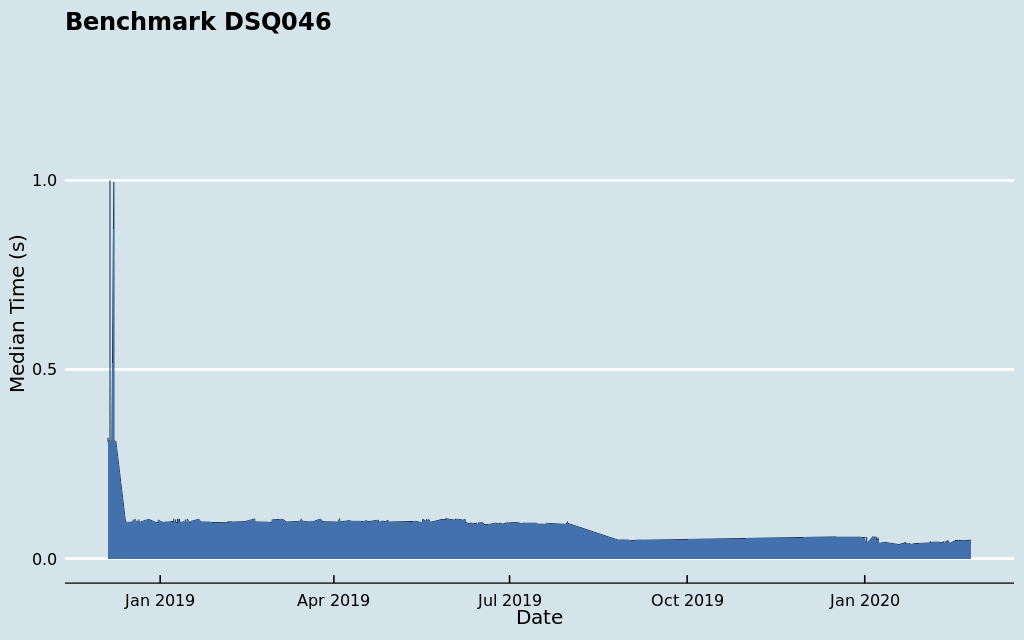 Benchmark DSQ046
Median Time (s)
1.0
0.5
0.0
Jan 2019
Apr 2019
Jul 2019
Oct 2019
Jan 2020
Date